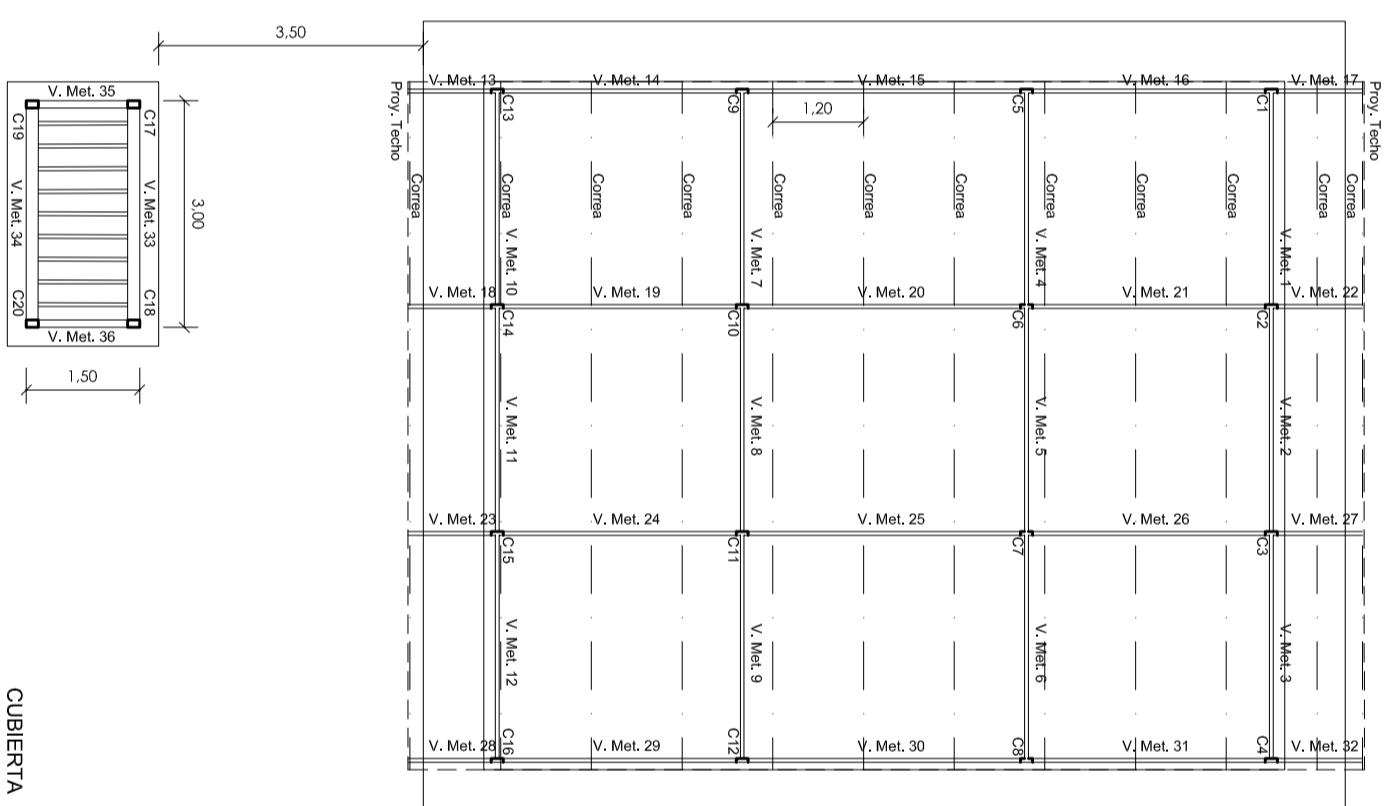 3,50
V. Met. 13
V. Met. 14
V. Met. 15
V. Met. 16
V. Met. 17
Proy. Techo
Proy. Techo
V. Met. 35
C19
C17
V. Met. 34
V. Met. 33
3,00
C20
C18
V. Met. 36
1,50
C13
C9
1,20
C5
C1
Correa
Correa
Correa
Correa
Correa
Correa
Correa
Correa
Correa
Correa
Correa
Correa
V. Met. 10
V. Met. 7
V. Met. 4
V. Met. 1
V. Met. 18
V. Met. 19
V. Met. 20
V. Met. 21
V. Met. 22
C14
C10
C6
C2
V. Met. 11
V. Met. 8
V. Met. 5
V. Met. 2
V. Met. 23
V. Met. 24
V. Met. 25
V. Met. 26
V. Met. 27
C15
C11
C7
C3
V. Met. 12
V. Met. 9
V. Met. 6
V. Met. 3
V. Met. 28
V. Met. 29
V. Met. 30
V. Met. 31
V. Met. 32
C16
C12
C8
C4
CUBIERTA